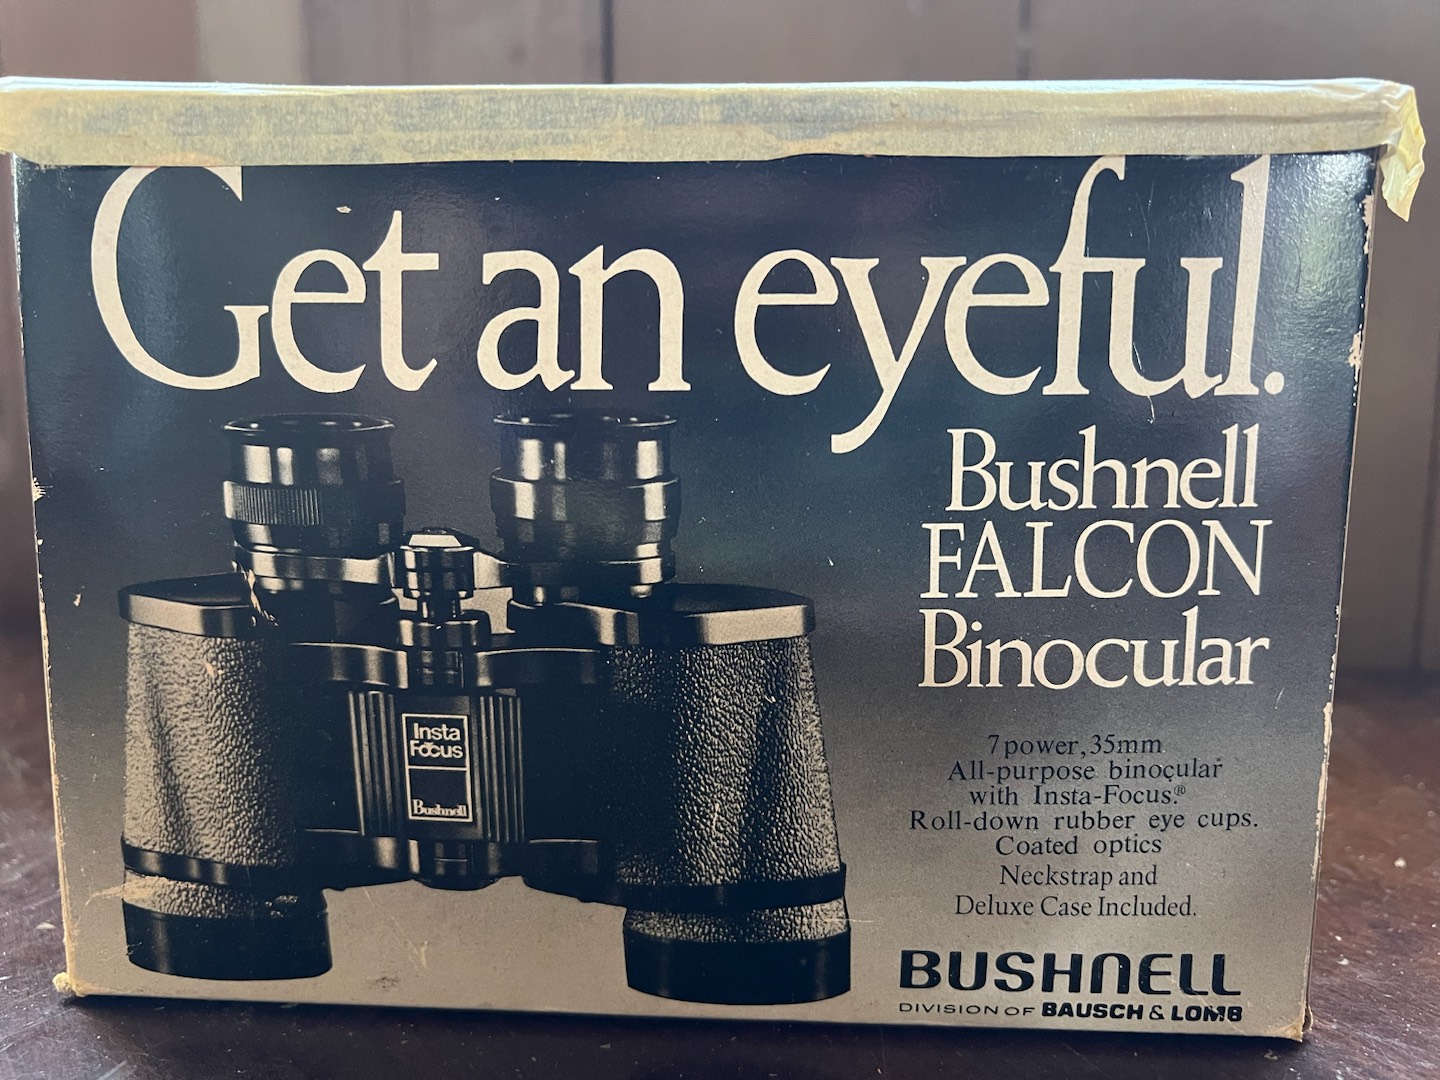 Get an eyeful.
Bushnell
FALCON
Binocular
Insta
Focus
Bushnell
7 power, 35mm
All-purpose binocular
with Insta-Focus.®
Roll-down rubber eye cups.
Coated optics
Neckstrap and
Deluxe Case Included.
BUSHNELL
DIVISION OF BAUSCH & LOMB